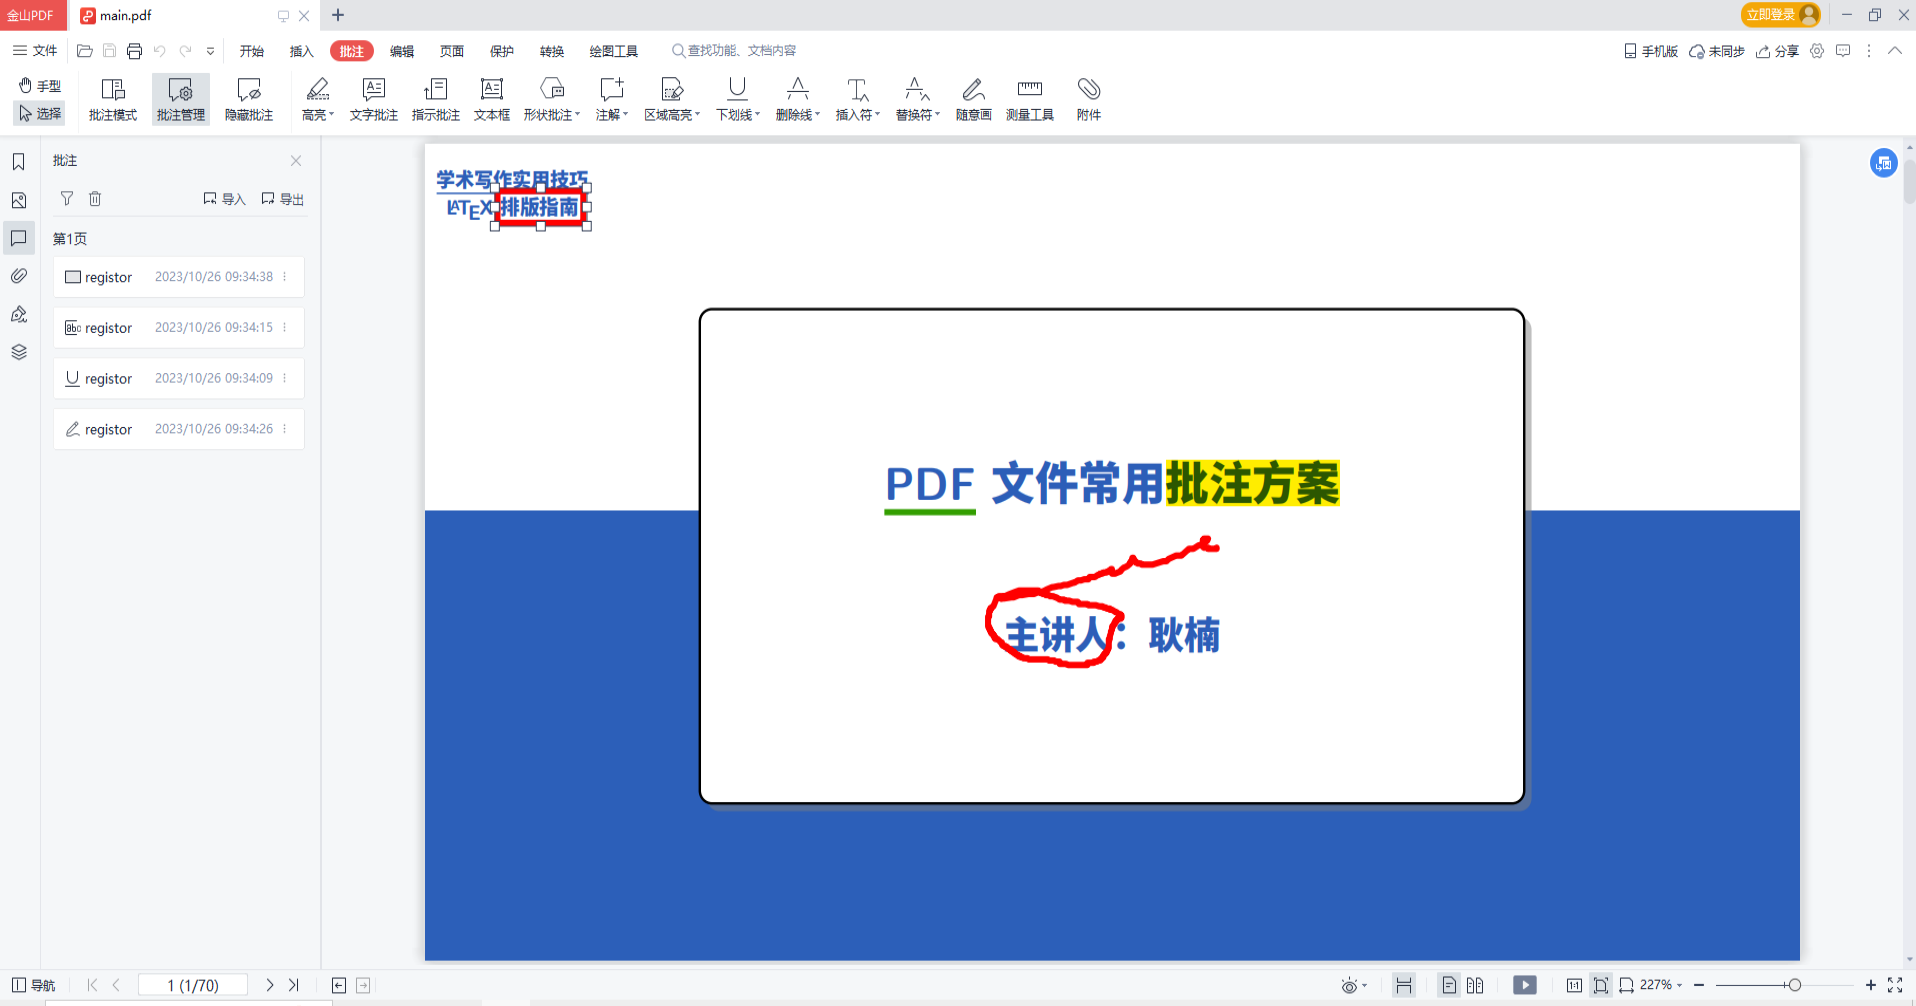 金山PDF main.pdf 立即登录
文件 开始 插入 批注 编辑 页面 保护 转换 绘图工具 查找功能、文档内容 手机版 未同步 分享
手型
选择
批注模式 批注管理 隐藏批注 高亮 文字批注 指示批注 文本框 形状批注 注解 区域高亮 下划线 删除线 插入符 替换符 随意画 测量工具 附件
批注
导入 导出
第1页
registor 2023/10/26 09:34:38
registor 2023/10/26 09:34:15
registor 2023/10/26 09:34:09
registor 2023/10/26 09:34:26
学术写作实用技巧
LATEX 排版指南
PDF 文件常用批注方案
主讲人：耿楠
导航 1 (1/70) 227%